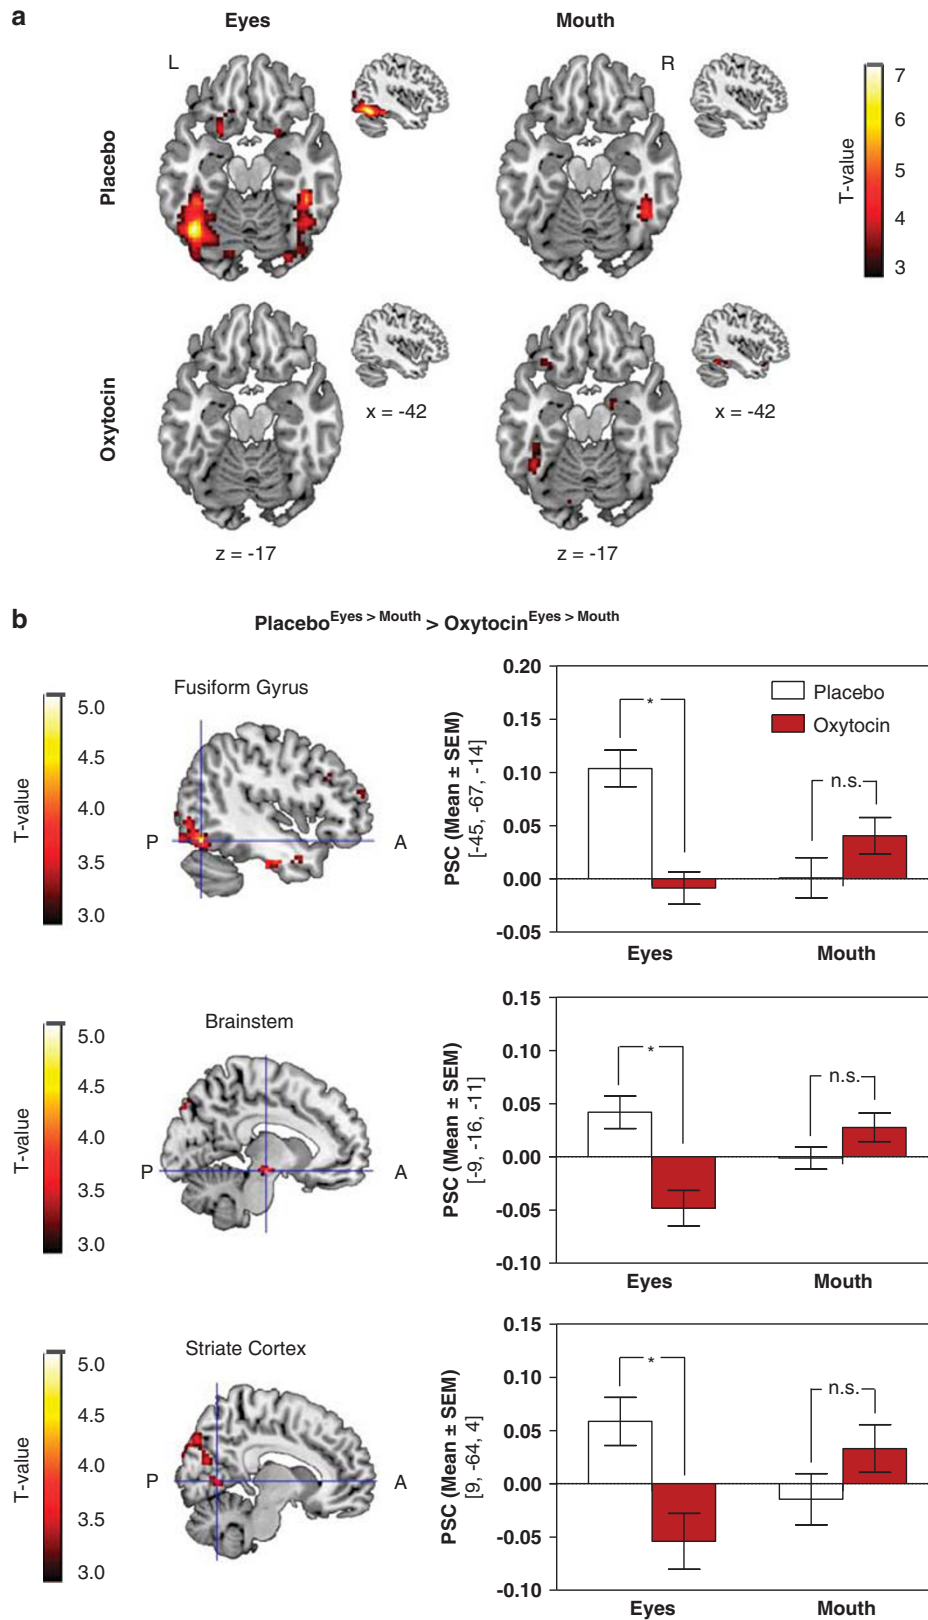 a
Eyes
Mouth
L
R
Placebo
7
6
5
4
3
T-value
Oxytocin
x = -42
x = -42
z = -17
z = -17
b
Placebo^Eyes > Mouth > Oxytocin^Eyes > Mouth
Fusiform Gyrus
T-value
5.0
4.5
4.0
3.5
3.0
P
A
PSC (Mean ± SEM)
[-45, -67, -14]
0.20
0.15
0.10
0.05
0.00
-0.05
*
n.s.
Placebo
Oxytocin
Eyes
Mouth
Brainstem
T-value
5.0
4.5
4.0
3.5
3.0
P
A
PSC (Mean ± SEM)
[-9, -16, -11]
0.15
0.10
0.05
0.00
-0.05
-0.10
*
n.s.
Eyes
Mouth
Striate Cortex
T-value
5.0
4.5
4.0
3.5
3.0
P
A
PSC (Mean ± SEM)
[9, -64, 4]
0.15
0.10
0.05
0.00
-0.05
-0.10
*
n.s.
Eyes
Mouth